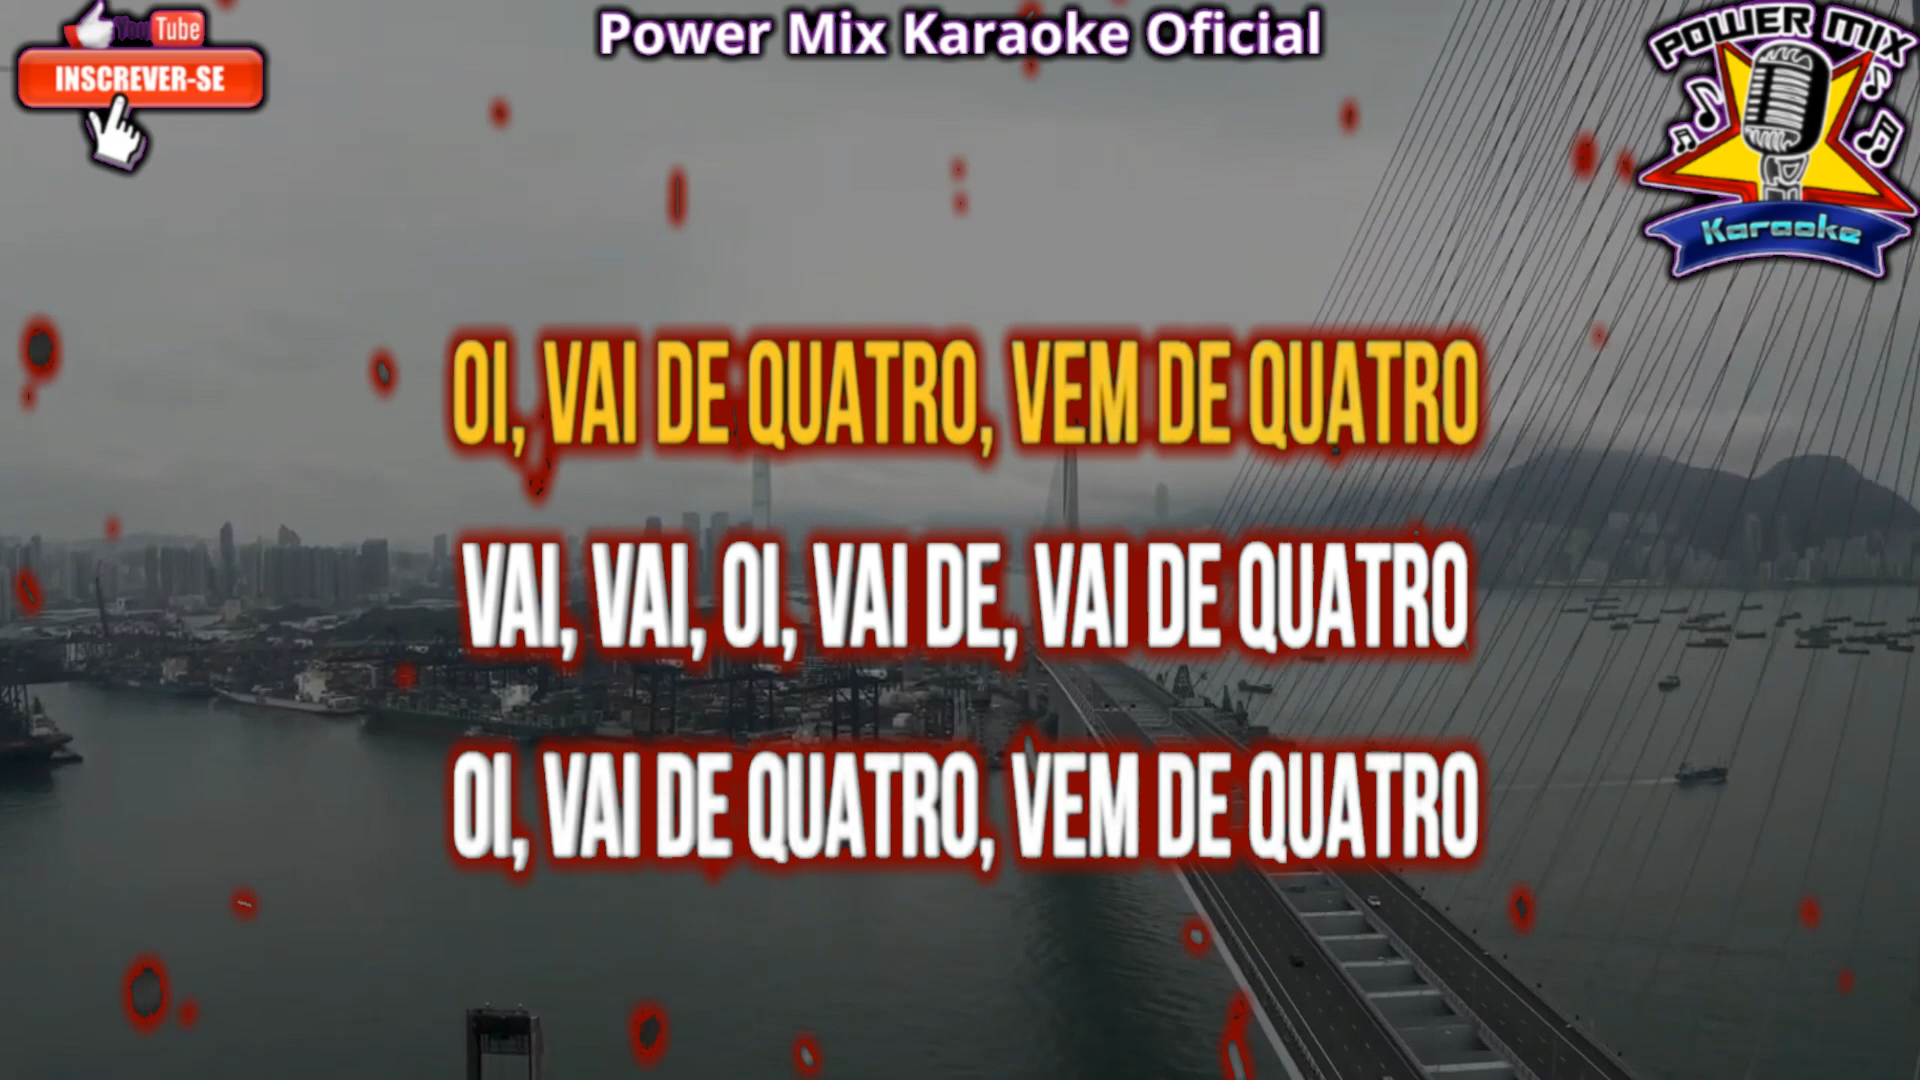 YouTube
INSCREVER-SE
Power Mix Karaoke Oficial
POWER MIX
Karaoke
OI, VAI DE QUATRO, VEM DE QUATRO
VAI, VAI, OI, VAI DE, VAI DE QUATRO
OI, VAI DE QUATRO, VEM DE QUATRO